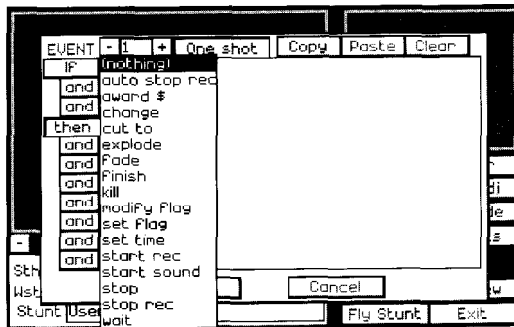 EVENT - 1 + One shot Copy Paste Clear
If (nothing)
and auto stop rec
award $
and change
then cut to
and explode
and fade
finish
and kill
and modify flag
set flag
and set time
and start rec
start sound
stop Cancel
stop rec
Stunt User wait Fly Stunt Exit